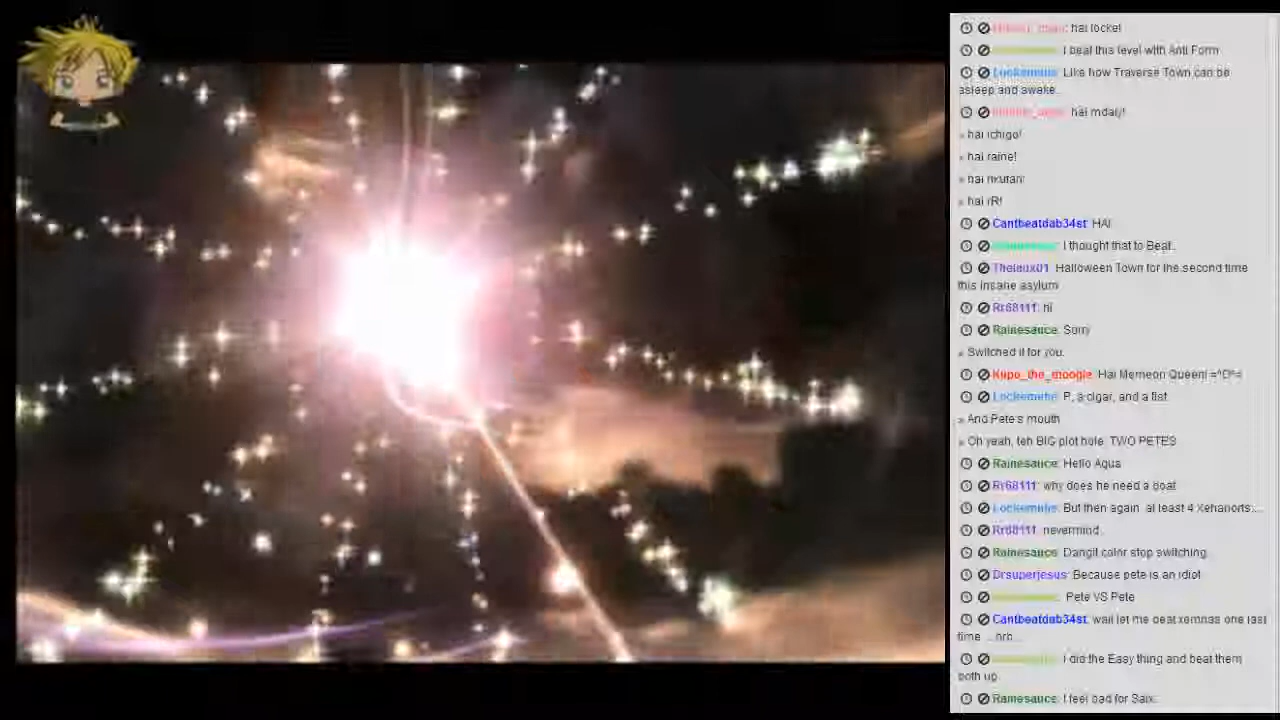 hai locke!
I beat this level with Anti Form
Lockemuhe: Like how Traverse Town can be
asleep and awake.
hai mdaly!
» hai ichigo!
» hai raine!
» hai
» hai rR!
Cantbeatdab34st: HAI
I thought that to Beat.
Halloween Town for the second time
this insane asylum
Rr68111: hi
Rainesauce: Sorry
» Switched it for you.
Kupo_the_moogle: Hai Memeon Queen! =^D^=
P, a cigar, and a fist
» And Pete's mouth
» Oh yeah, teh BIG plot hole: TWO PETES
Rainesauce: Hello Aqua
Rr68111: why does he need a boat
But then again, at least 4 Xehanorts...
Rr68111: nevermind.
Rainesauce: Dangit color stop switching.
Drsuperjesus: Because pete is an idiot
Pete VS Pete
Cantbeatdab34st: wait let me beat xemnas one last
time ...brb...
I did the Easy thing and beat them
both up
Rainesauce: I feel bad for Saix.